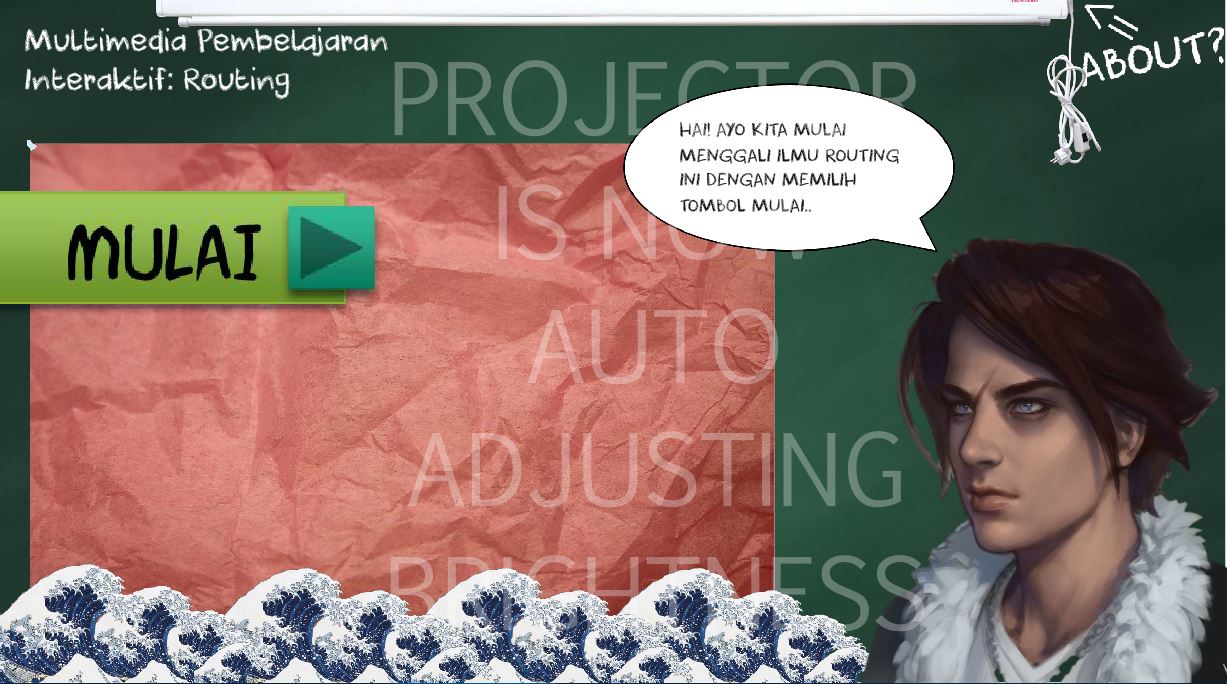 Multimedia Pembelajaran
Interaktif: Routing
ABOUT?
PROJECTOR
IS NOW
AUTO
ADJUSTING
BRIGHTNESS
HAI! AYO KITA MULAI
MENGGALI ILMU ROUTING
INI DENGAN MEMILIH
TOMBOL MULAI..
MULAI